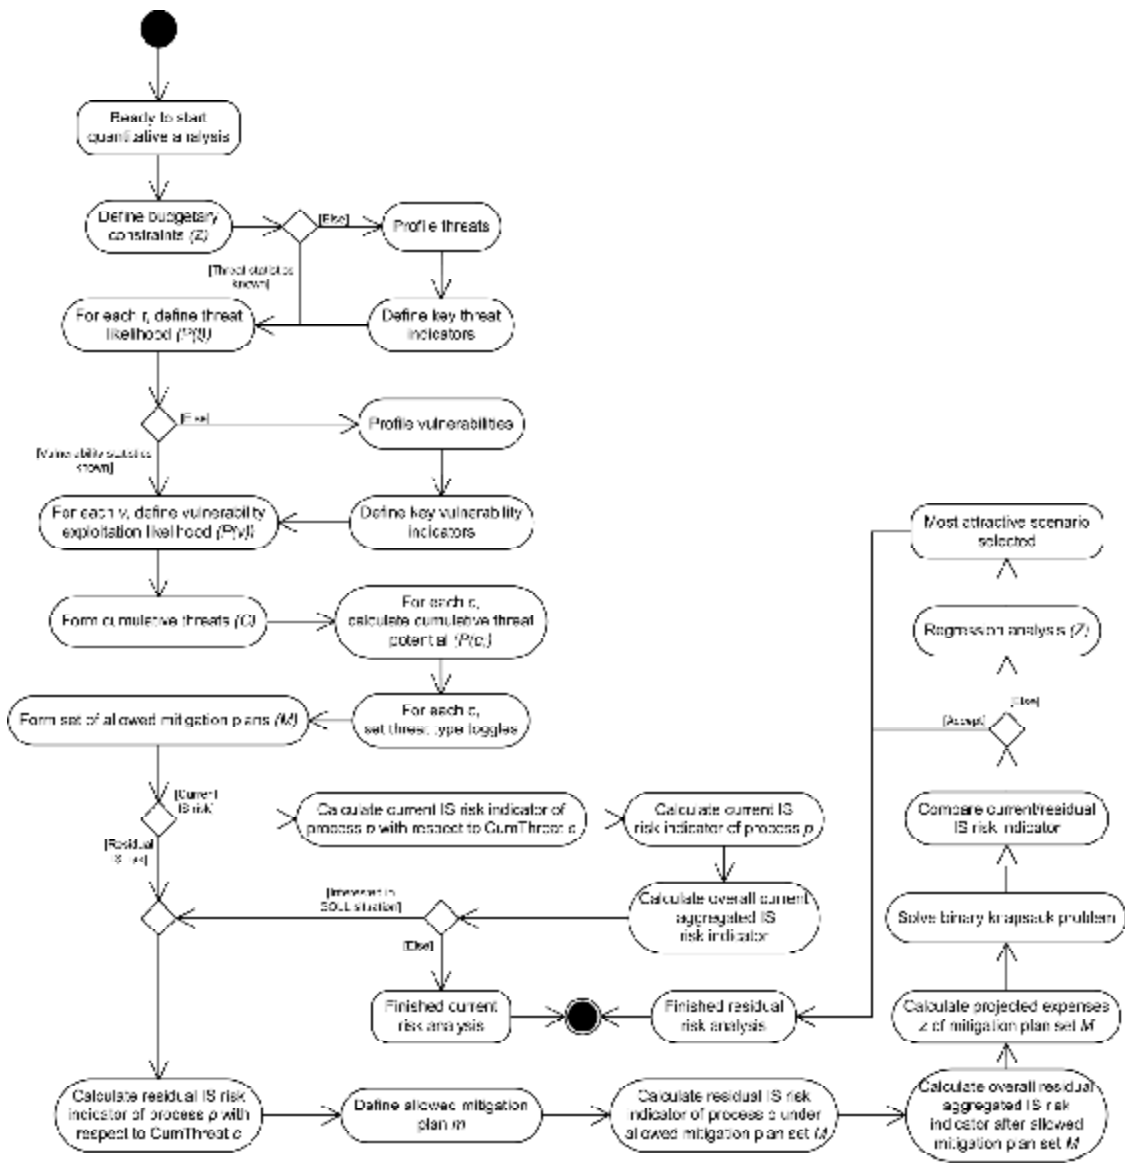 Ready to start
quantitative analysis
Define budgetary
constraints (Z)
[Else]
Profile threats
[Threat statistics
known]
For each t, define threat
likelihood (P(t))
Define key threat
indicators
[Else]
Profile vulnerabilities
[Vulnerability statistics
known]
For each v, define vulnerability
exploitation likelihood (P(v))
Define key vulnerability
indicators
Most attractive scenario
selected
Form cumulative threats (C)
For each c,
calculate cumulative threat
potential (P(c,)
Regression analysis (Z)
Form set of allowed mitigation plans (M)
For each c,
set threat type toggles
[Else]
[Accept]
[Current
IS risk]
Calculate current IS risk indicator of
process p with respect to CumThreat c
Calculate current IS
risk indicator of process p
Compare current/residual
IS risk indicator
[Residual
IS risk]
[Interested in
SOLL situation]
Calculate overall current
aggregated IS
risk indicator
Solve binary knapsack problem
[Else]
Finished current
risk analysis
Finished residual
risk analysis
Calculate projected expenses
z of mitigation plan set M
Calculate residual IS risk
indicator of process p with
respect to CumThreat c
Define allowed mitigation
plan m
Calculate residual IS risk
indicator of process p under
allowed mitigation plan set M
Calculate overall residual
aggregated IS risk
indicator after allowed
mitigation plan set M